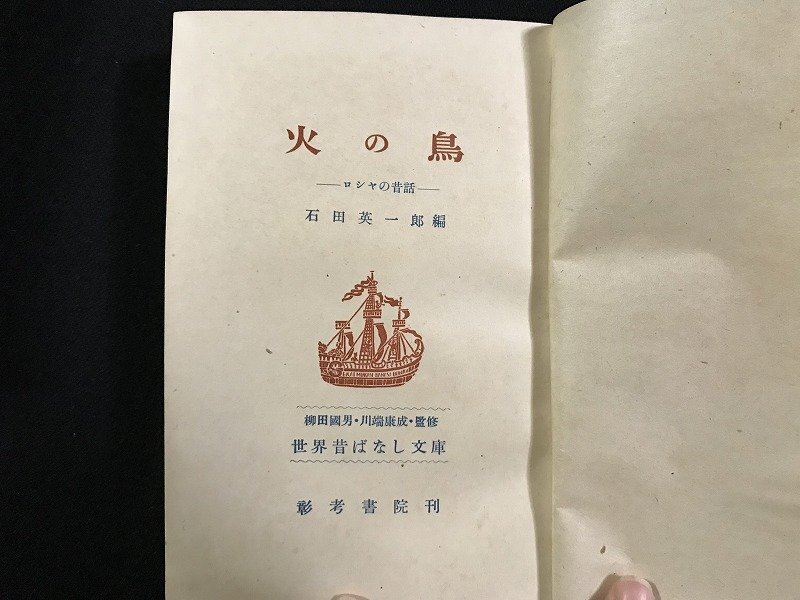 火の鳥
―ロシヤの昔話―
石田英一郎編
柳田國男・川端康成・監修
世界昔ばなし文庫
彰考書院刊